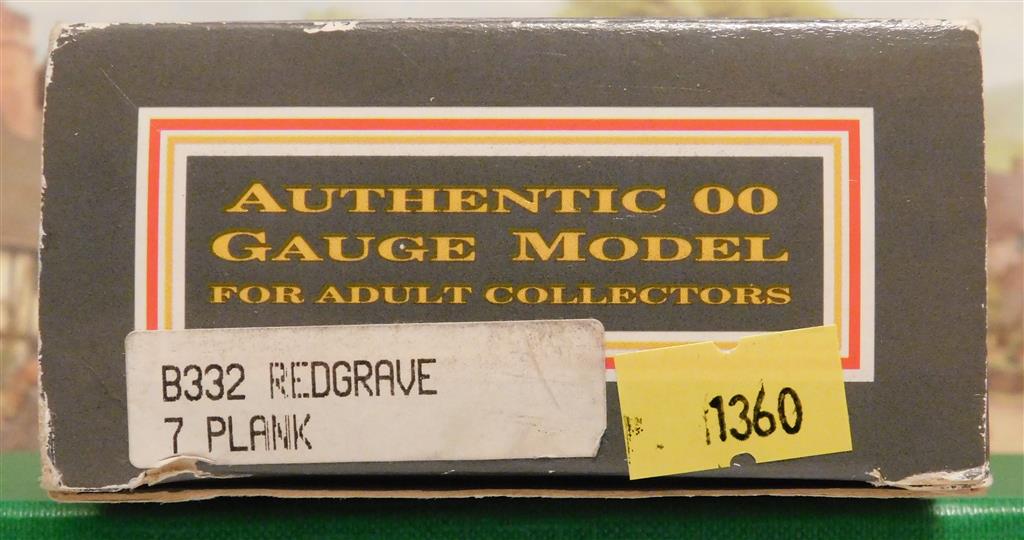 AUTHENTIC 00
GAUGE MODEL
FOR ADULT COLLECTORS
B332 REDGRAVE
7 PLANK
1360